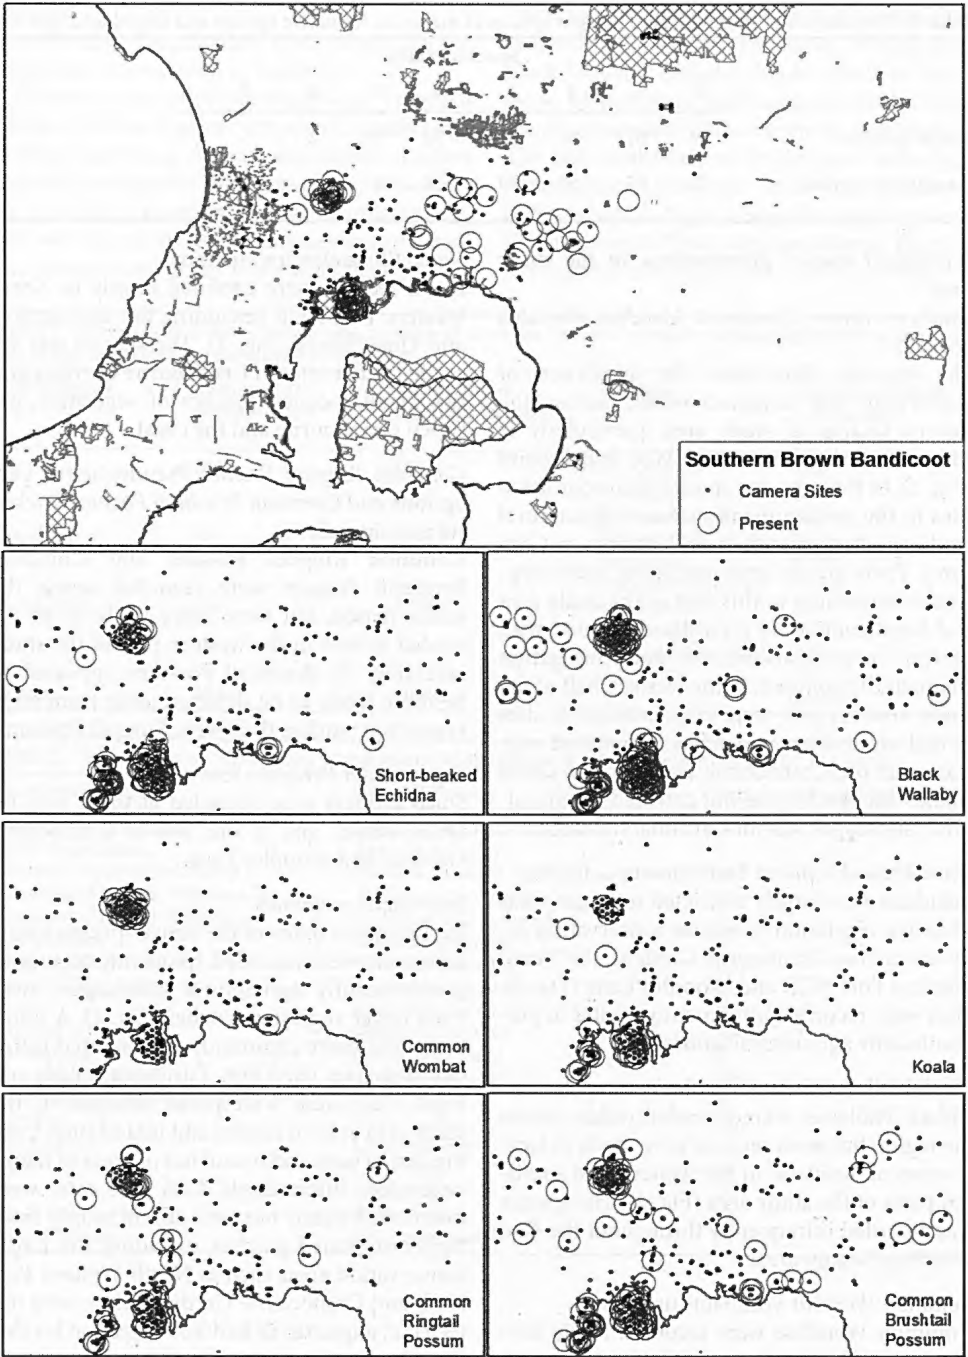 Southern Brown Bandicoot
Camera Sites
Present
Short-beaked
Echidna
Black
Wallaby
Common
Wombat
Koala
Common
Ringtail
Possum
Common
Brushtail
Possum